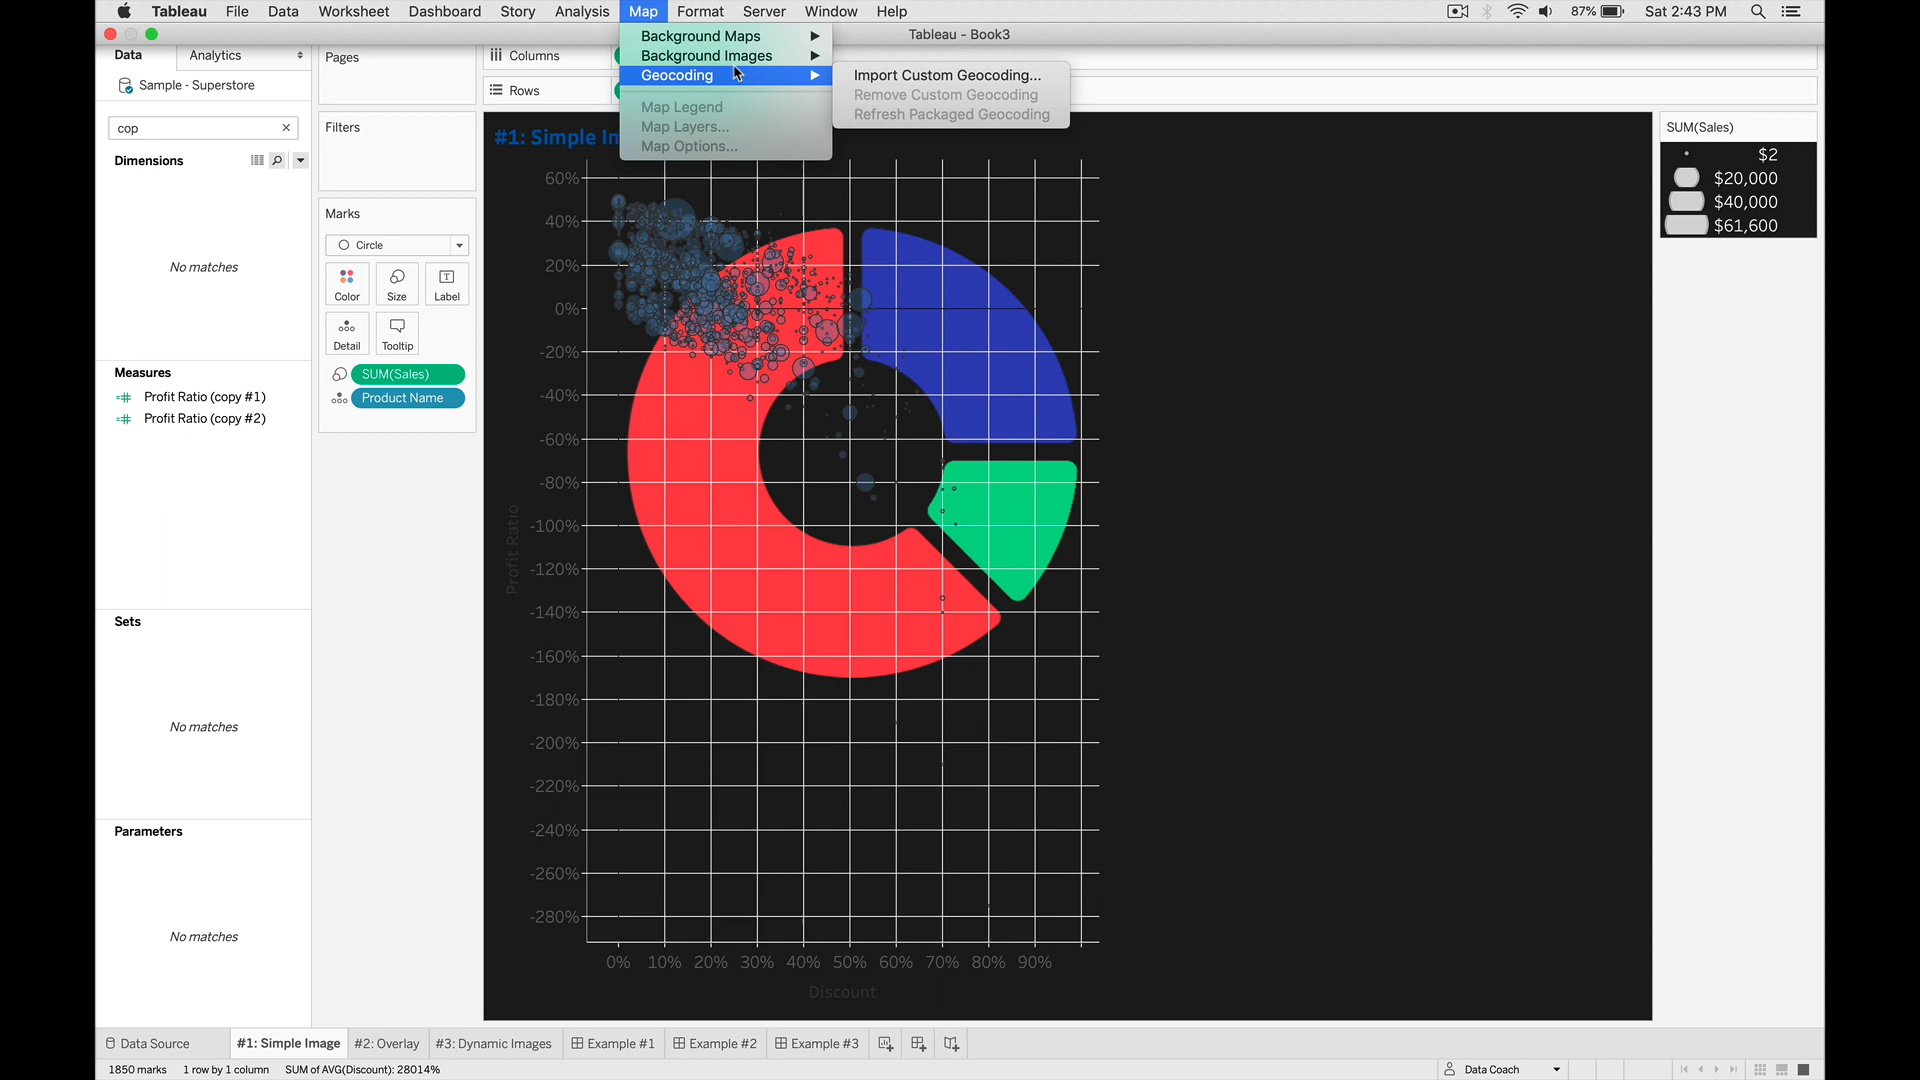 Tableau File Data Worksheet Dashboard Story Analysis Map Format Server Window Help 87% Sat 2:43 PM
Tableau - Book3
Background Maps
Background Images
Geocoding
Map Legend
Map Layers...
Map Options...
Import Custom Geocoding...
Remove Custom Geocoding
Refresh Packaged Geocoding
Data Analytics
Sample - Superstore
cop
Dimensions
No matches
Measures
Profit Ratio (copy #1)
Profit Ratio (copy #2)
Sets
No matches
Parameters
No matches
Pages
Filters
Marks
Circle
Color Size Label
Detail Tooltip
SUM(Sales)
Product Name
Columns
Rows
#1: Simple Im
60%
40%
20%
0%
-20%
-40%
-60%
-80%
-100%
-120%
-140%
-160%
-180%
-200%
-220%
-240%
-260%
-280%
Profit Ratio
0% 10% 20% 30% 40% 50% 60% 70% 80% 90%
Discount
SUM(Sales)
$2
$20,000
$40,000
$61,600
Data Source #1: Simple Image #2: Overlay #3: Dynamic Images Example #1 Example #2 Example #3
1850 marks 1 row by 1 column SUM of AVG(Discount): 28014% Data Coach